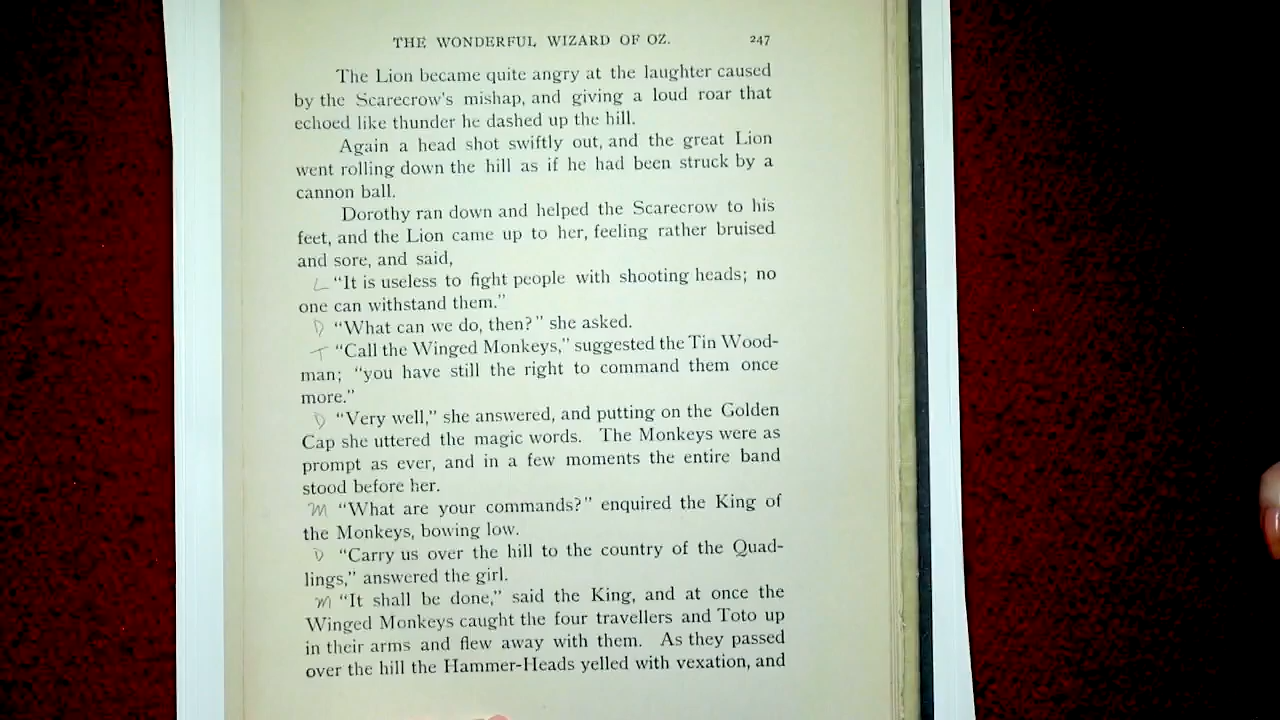 THE WONDERFUL WIZARD OF OZ. 247
The Lion became quite angry at the laughter caused
by the Scarecrow's mishap, and giving a loud roar that
echoed like thunder he dashed up the hill.
Again a head shot swiftly out, and the great Lion
went rolling down the hill as if he had been struck by a
cannon ball.
Dorothy ran down and helped the Scarecrow to his
feet, and the Lion came up to her, feeling rather bruised
and sore, and said,
L "It is useless to fight people with shooting heads; no
one can withstand them."
D "What can we do, then?" she asked.
T "Call the Winged Monkeys," suggested the Tin Wood-
man; "you have still the right to command them once
more."
D "Very well," she answered, and putting on the Golden
Cap she uttered the magic words. The Monkeys were as
prompt as ever, and in a few moments the entire band
stood before her.
M "What are your commands?" enquired the King of
the Monkeys, bowing low.
D "Carry us over the hill to the country of the Quad-
lings," answered the girl.
M "It shall be done," said the King, and at once the
Winged Monkeys caught the four travellers and Toto up
in their arms and flew away with them. As they passed
over the hill the Hammer-Heads yelled with vexation, and